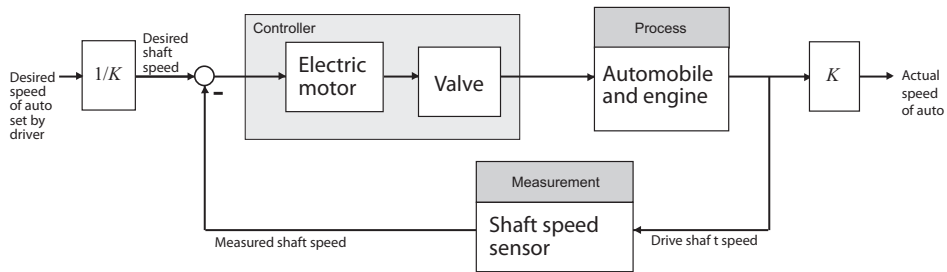 Controller
Process
Desired
shaft
speed
Desired
speed
of auto
set by
driver
1/K
-
Electric
motor
Valve
Automobile
and engine
K
Actual
speed
of auto
Measurement
Shaft speed
sensor
Measured shaft speed
Drive shaf t speed